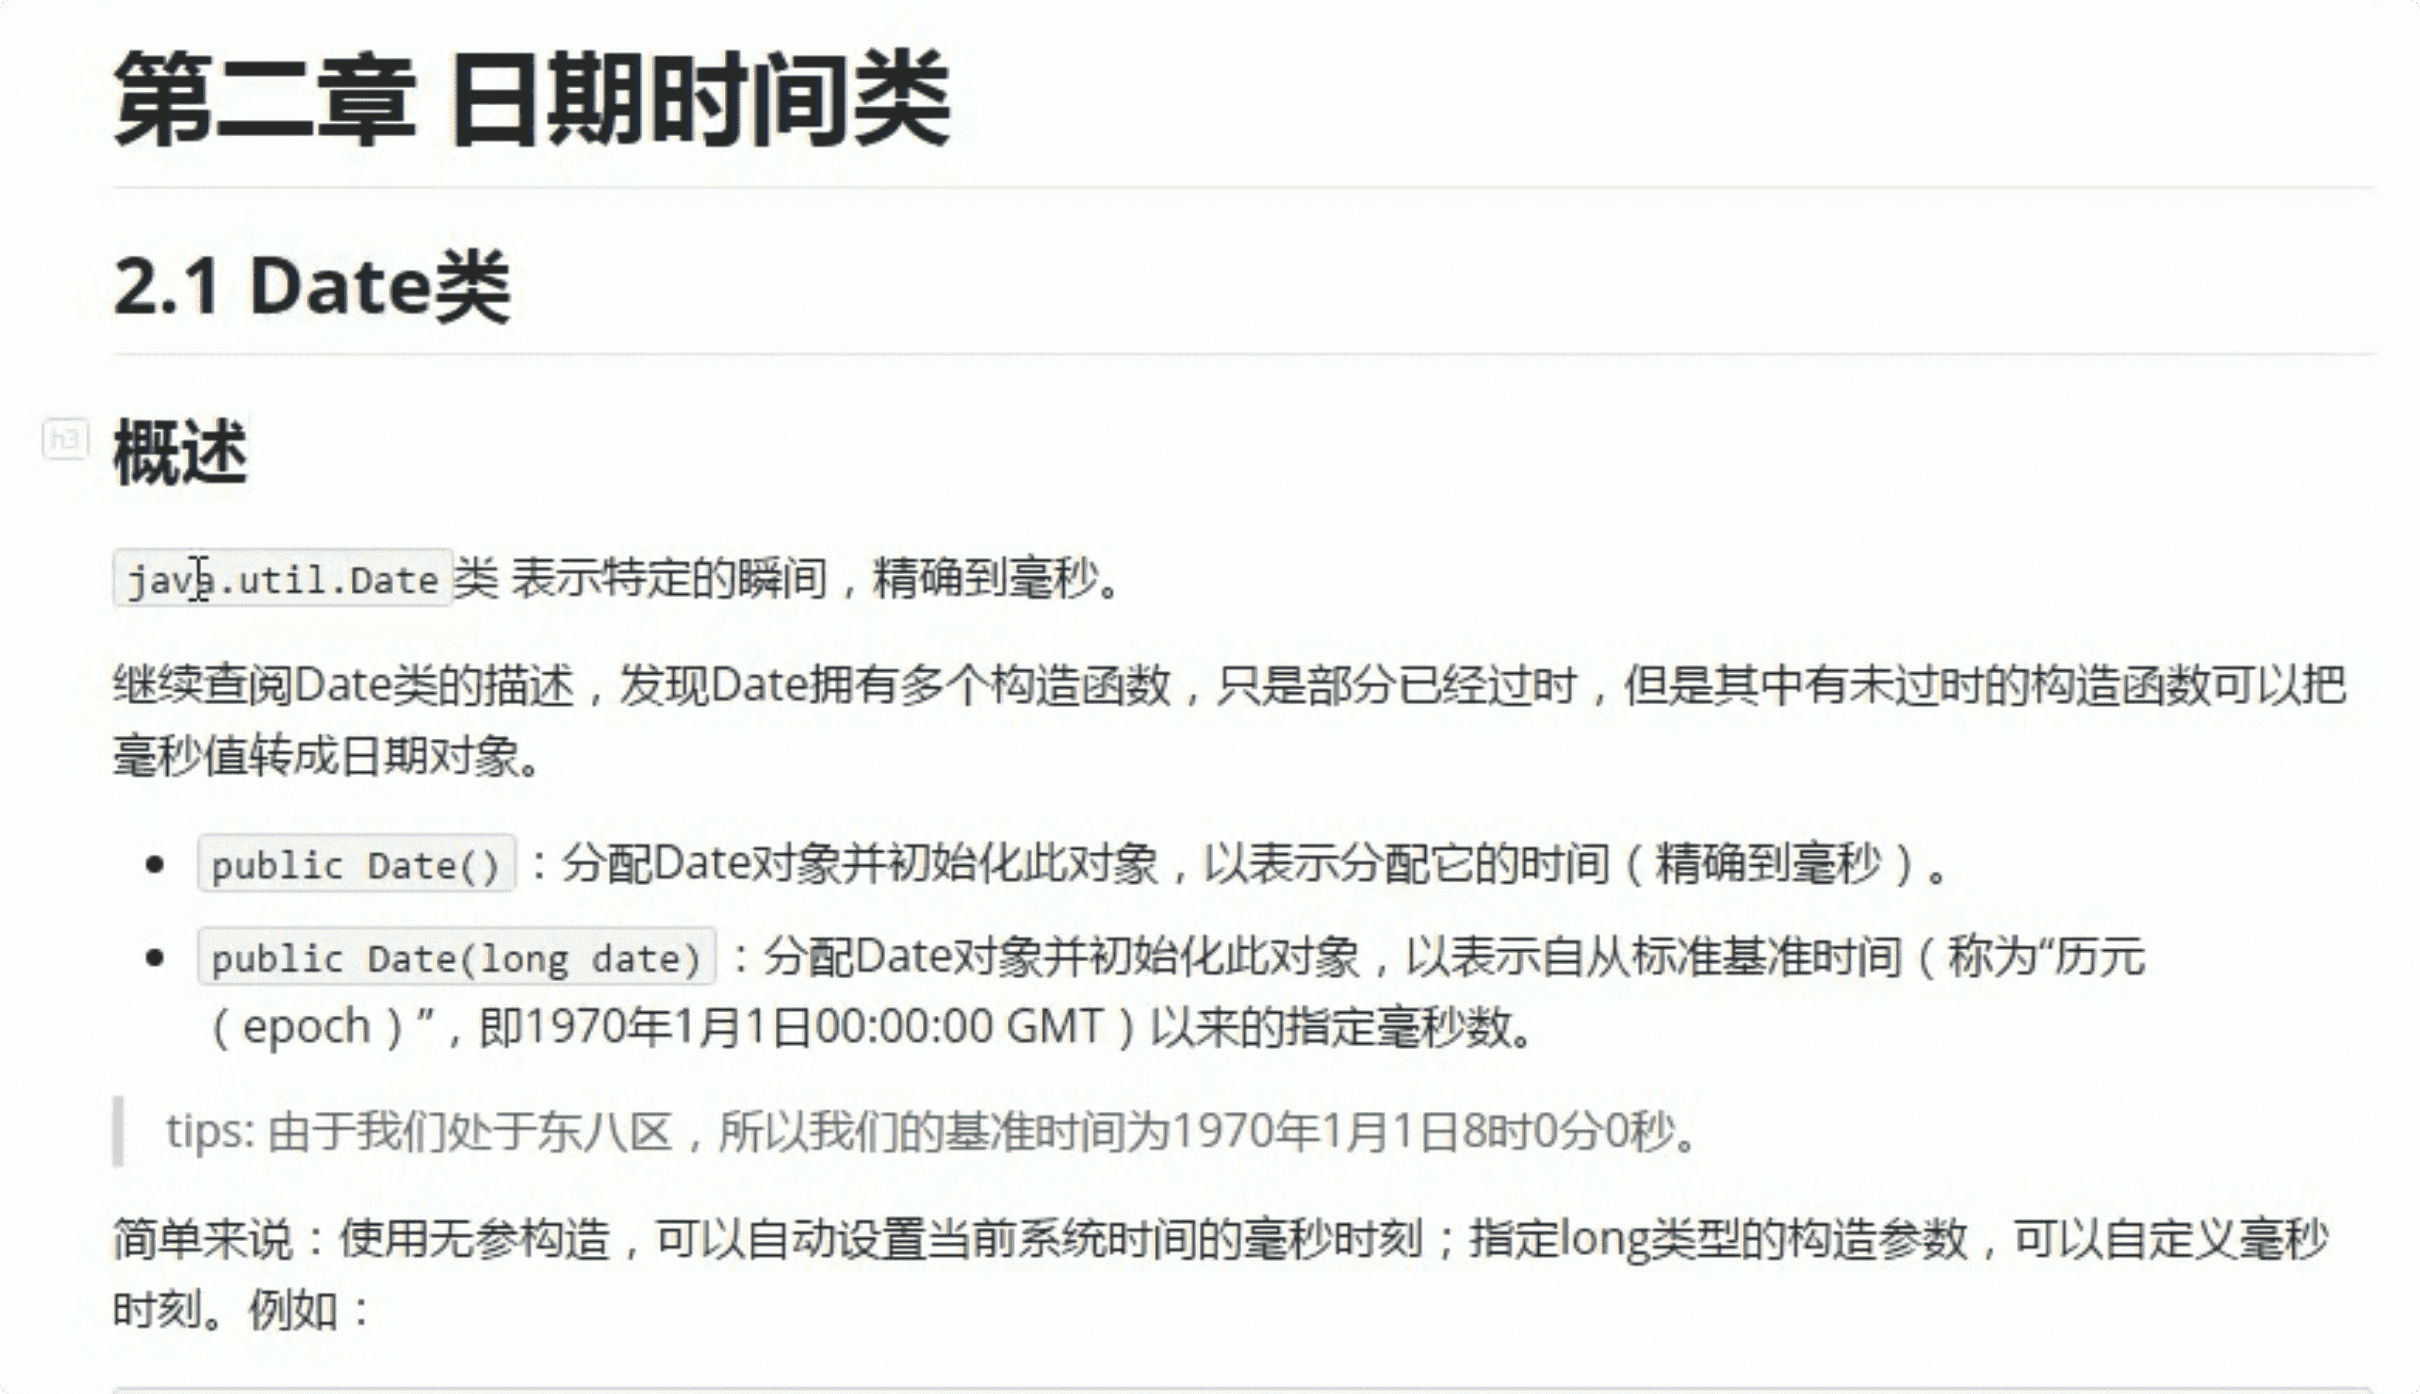 第二章 日期时间类
2.1 Date类
h3
概述
java.util.Date类 表示特定的瞬间，精确到毫秒。
继续查阅Date类的描述，发现Date拥有多个构造函数，只是部分已经过时，但是其中有未过时的构造函数可以把
毫秒值转成日期对象。
• public Date()：分配Date对象并初始化此对象，以表示分配它的时间（精确到毫秒）。
• public Date(long date)：分配Date对象并初始化此对象，以表示自从标准基准时间（称为“历元
（epoch）”，即1970年1月1日00:00:00 GMT）以来的指定毫秒数。
tips: 由于我们处于东八区，所以我们的基准时间为1970年1月1日8时0分0秒。
简单来说：使用无参构造，可以自动设置当前系统时间的毫秒时刻；指定long类型的构造参数，可以自定义毫秒
时刻。例如：